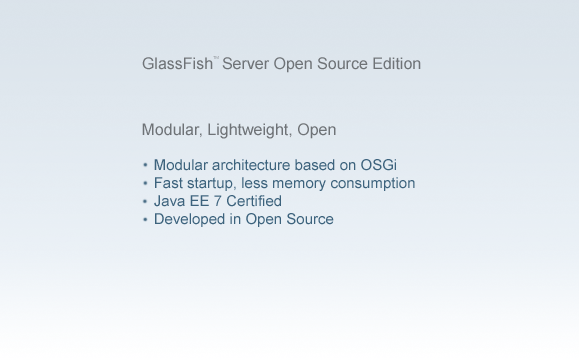 GlassFish™ Server Open Source Edition
Modular, Lightweight, Open
• Modular architecture based on OSGi
• Fast startup, less memory consumption
• Java EE 7 Certified
• Developed in Open Source